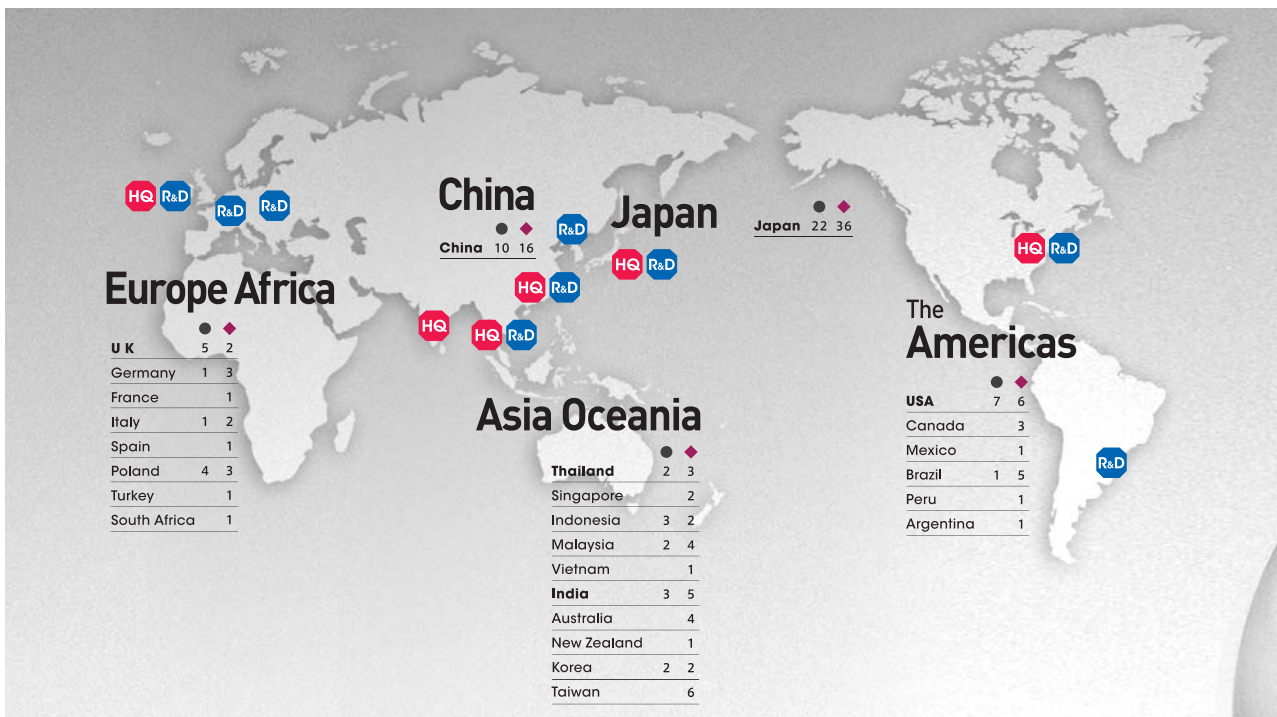 HQ R&D
R&D
R&D
Europe Africa
● ◆
U K 5 2
Germany 1 3
France 1
Italy 1 2
Spain 1
Poland 4 3
Turkey 1
South Africa 1
China
● ◆
China 10 16
R&D
HQ R&D
HQ
HQ R&D
Japan
HQ R&D
● ◆
Japan 22 36
Asia Oceania
● ◆
Thailand 2 3
Singapore 2
Indonesia 3 2
Malaysia 2 4
Vietnam 1
India 3 5
Australia 4
New Zealand 1
Korea 2 2
Taiwan 6
HQ R&D
The
Americas
● ◆
USA 7 6
Canada 3
Mexico 1
Brazil 1 5
Peru 1
Argentina 1
R&D